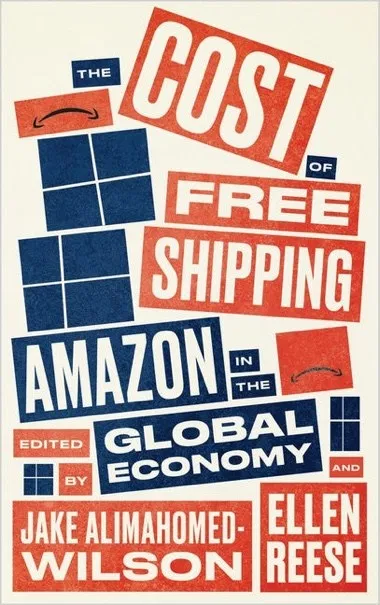 THE
COST
OF
FREE
SHIPPING
AMAZON
IN
THE
GLOBAL
ECONOMY
EDITED
BY
JAKE ALIMAHOMED-
WILSON
AND
ELLEN
REESE